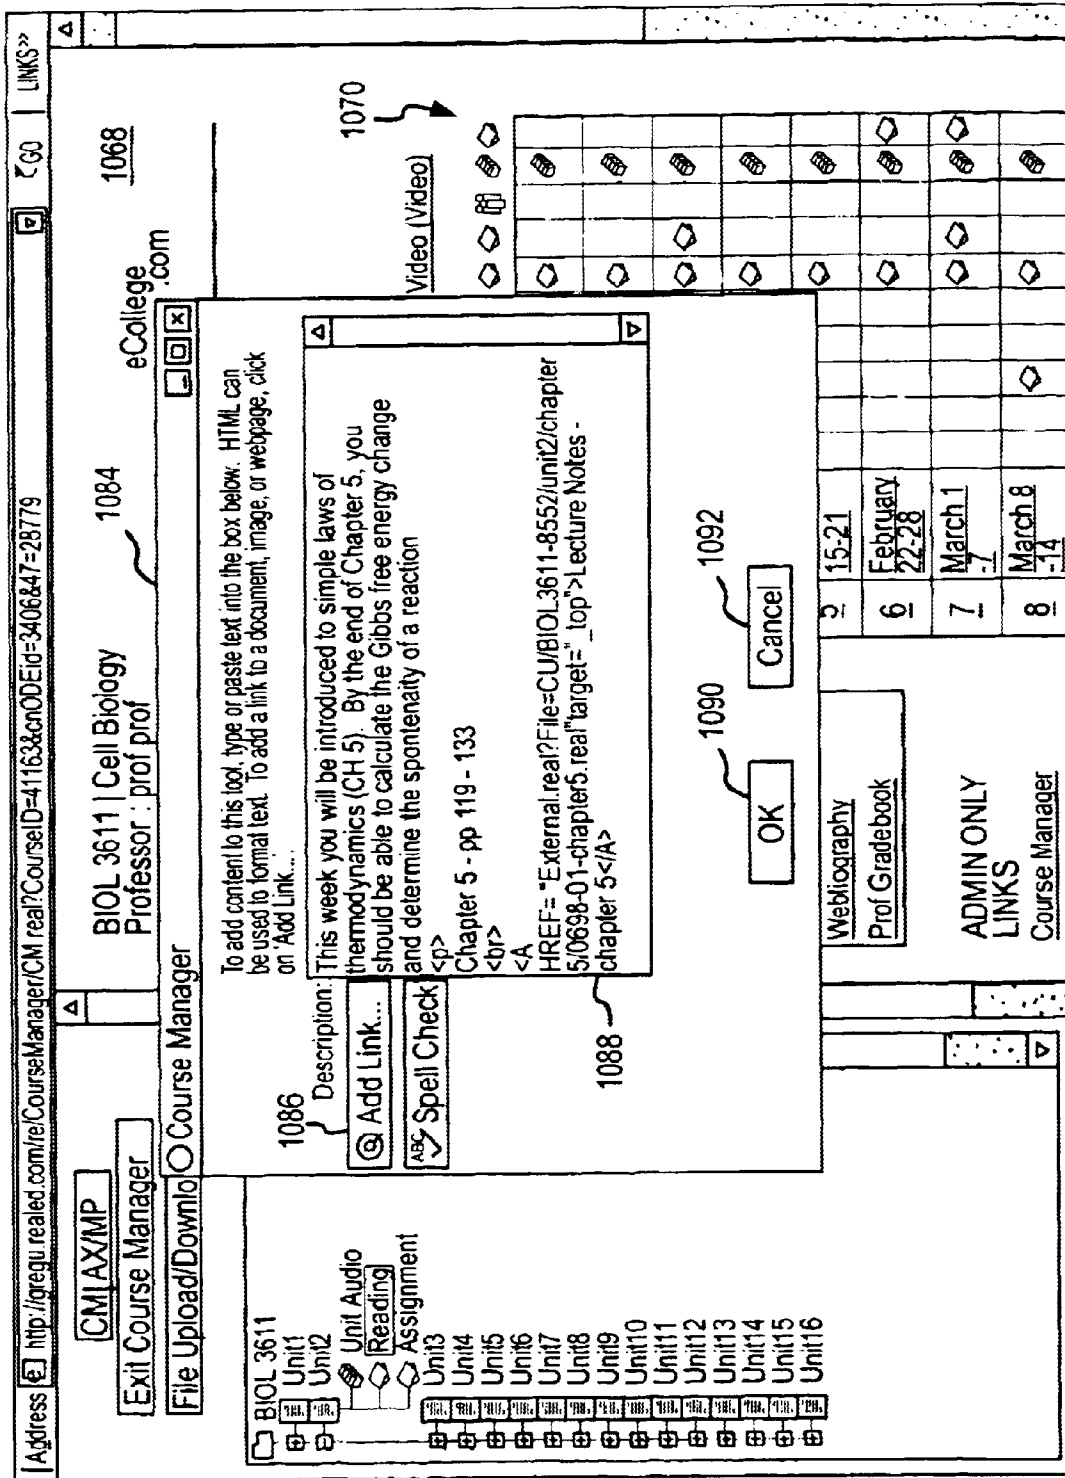 Address http://gregu.realed.com/re/CourseManager/CM real?CourseID=41163&cnODEid=3406&47=28779 GO LINKS»
CM|AX/MP
Exit Course Manager
File Upload/Downlo
BIOL 3611 | Cell Biology
Professor : prof prof
1084
eCollege
.com
1068
Course Manager
To add content to this tool, type or paste text into the box below. HTML can
be used to format text. To add a link to a document, image, or webpage, click
on 'Add Link...'
1086
Description:
Add Link...
ABC Spell Check
This week you will be introduced to simple laws of
thermodynamics (CH 5). By the end of Chapter 5, you
should be able to calculate the Gibbs free energy change
and determine the spontenaity of a reaction
<p>
Chapter 5 - pp 119 - 133
<br>
<A
HREF= "External.real?File=CU/BIOL3611-8552/unit2/chapter
5/0698-01-chapter5.real"target="_top">Lecture Notes -
chapter 5</A>
1088
1090
OK
1092
Cancel
1070
Video (Video)
BIOL 3611
Unit1
Unit2
Unit Audio
Reading
Assignment
Unit3
Unit4
Unit5
Unit6
Unit7
Unit8
Unit9
Unit10
Unit11
Unit12
Unit13
Unit14
Unit15
Unit16
Webliography
Prof Gradebook
ADMIN ONLY
LINKS
Course Manager
5 15-21
6 February
22-28
7 March 1
-7
8 March 8
-14